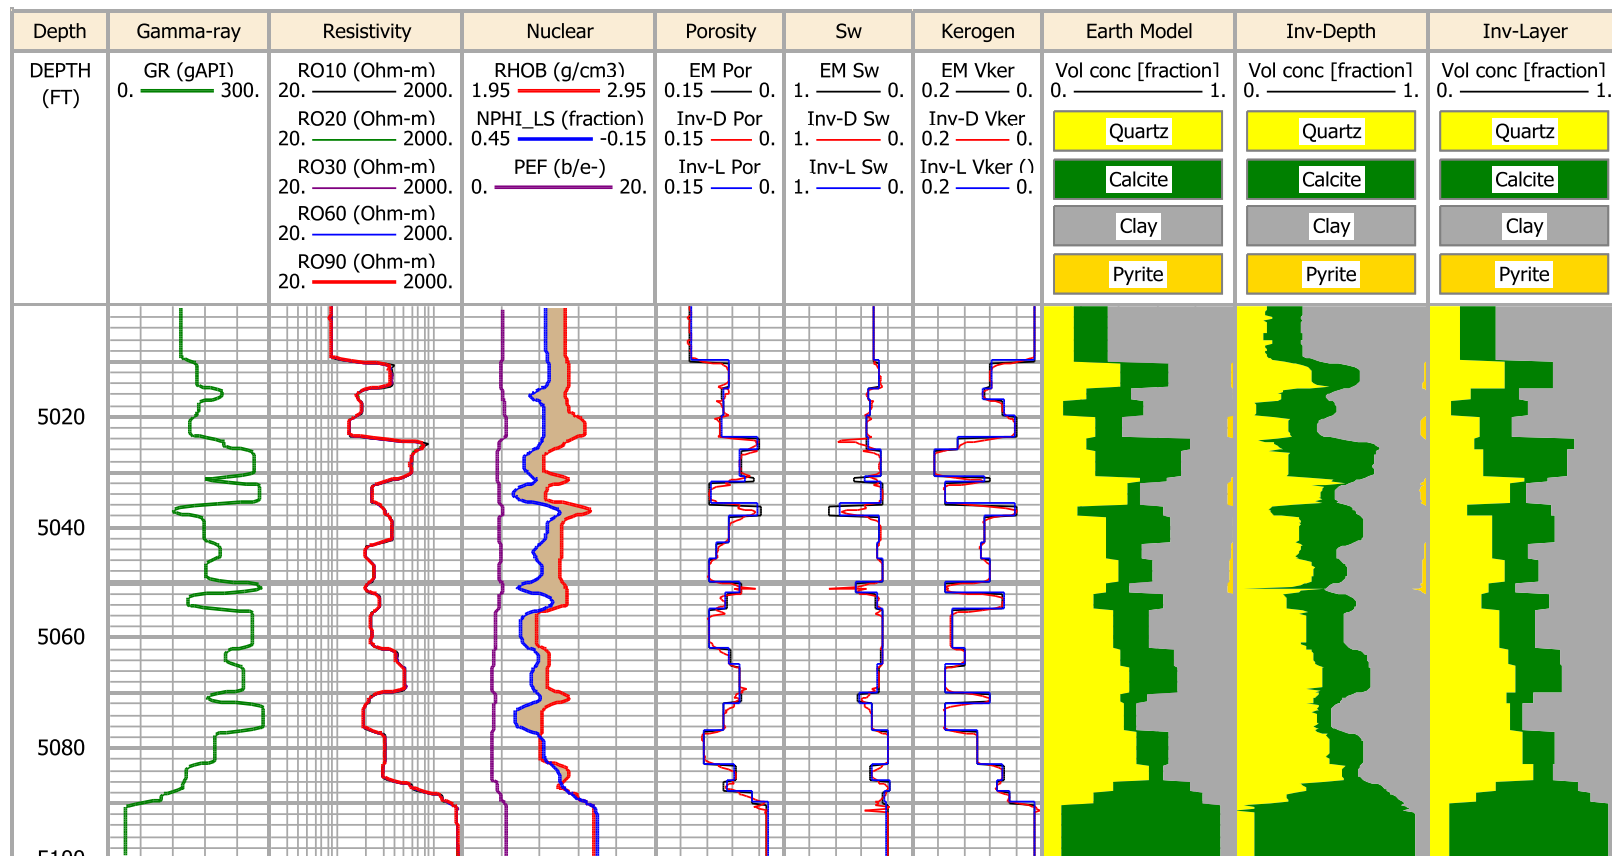 Depth Gamma-ray Resistivity Nuclear Porosity Sw Kerogen Earth Model Inv-Depth Inv-Layer
DEPTH (FT)
GR (gAPI)
0. 300.
RO10 (Ohm-m)
20. 2000.
RO20 (Ohm-m)
20. 2000.
RO30 (Ohm-m)
20. 2000.
RO60 (Ohm-m)
20. 2000.
RO90 (Ohm-m)
20. 2000.
RHOB (g/cm3)
1.95 2.95
NPHI_LS (fraction)
0.45 -0.15
PEF (b/e-)
0. 20.
EM Por
0.15 0.
Inv-D Por
0.15 0.
Inv-L Por
0.15 0.
EM Sw
1. 0.
Inv-D Sw
1. 0.
Inv-L Sw
1. 0.
EM Vker
0.2 0.
Inv-D Vker
0.2 0.
Inv-L Vker ()
0.2 0.
Vol conc [fraction]
0. 1.
Quartz
Calcite
Clay
Pyrite
Vol conc [fraction]
0. 1.
Quartz
Calcite
Clay
Pyrite
Vol conc [fraction]
0. 1.
Quartz
Calcite
Clay
Pyrite
5020
5040
5060
5080
5100